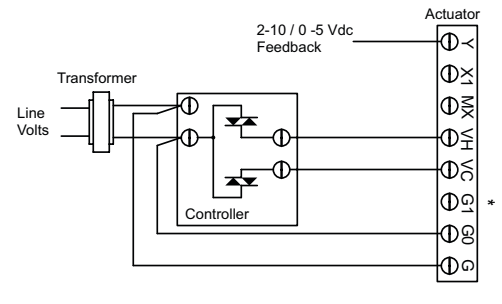 Actuator
2-10 / 0 -5 Vdc
Feedback
Y
X1
Transformer
MX
Line
Volts
VH
VC
G1 *
Controller
G0
G